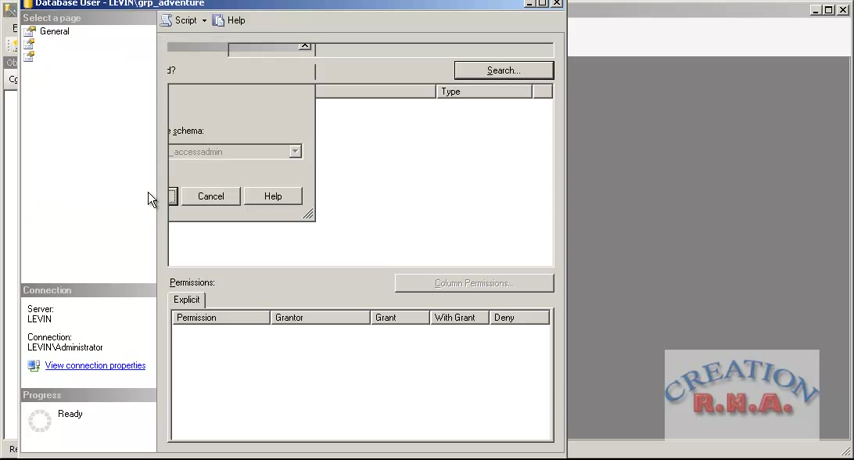 Database User - LEVIN\grp_adventure
Select a page
General
Script
Help
d?
Search...
Type
e schema:
_accessadmin
Cancel
Help
Permissions:
Column Permissions...
Explicit
Permission Grantor Grant With Grant Deny
Connection
Server:
LEVIN
Connection:
LEVIN\Administrator
View connection properties
Progress
Ready
Re
CREATION
R.N.A.